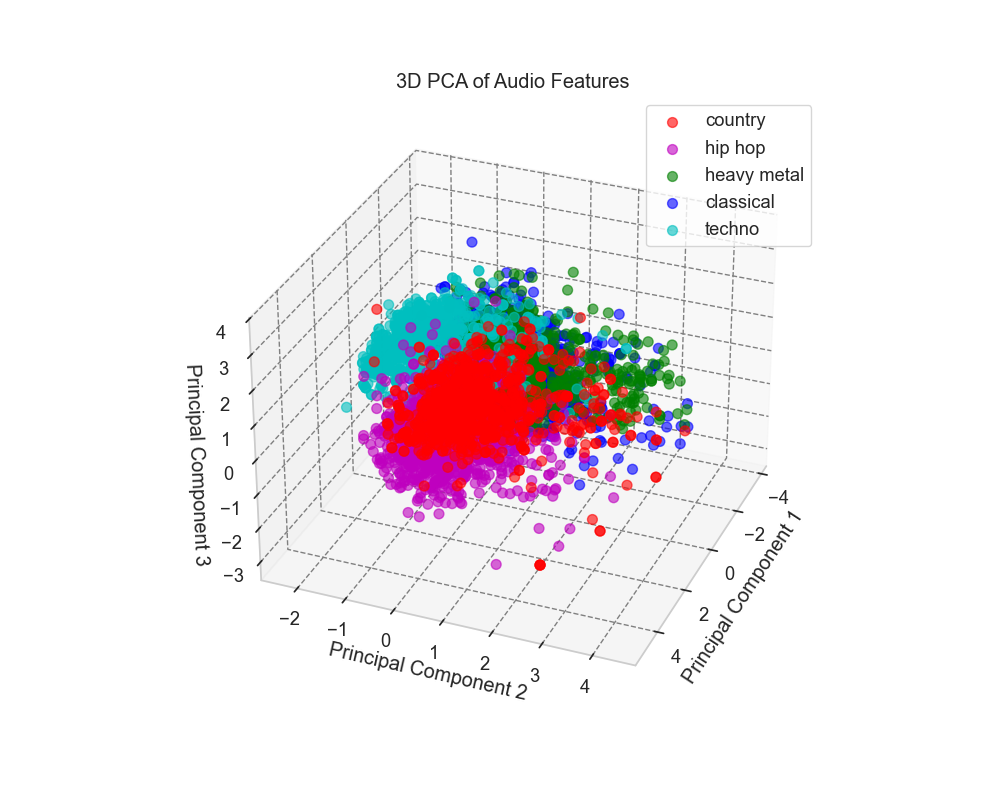 3D PCA of Audio Features
country
hip hop
heavy metal
classical
techno
4
3
2
1
0
−1
−2
−3
Principal Component 3
−2
−1
0
1
2
3
4
Principal Component 2
−4
−2
0
2
4
Principal Component 1